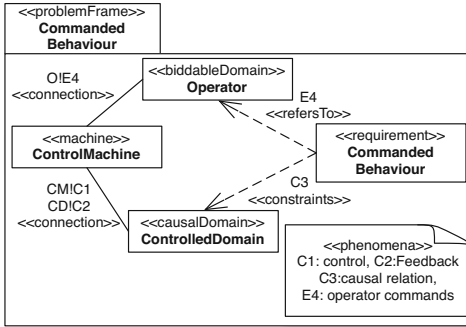 <<problemFrame>>
Commanded
Behaviour
O!E4
<<connection>>
<<biddableDomain>>
Operator
E4
<<refersTo>>
<<machine>>
ControlMachine
<<requirement>>
Commanded
Behaviour
CM!C1
CD!C2
<<connection>>
C3
<<constraints>>
<<causalDomain>>
ControlledDomain
<<phenomena>>
C1: control, C2:Feedback
C3:causal relation,
E4: operator commands